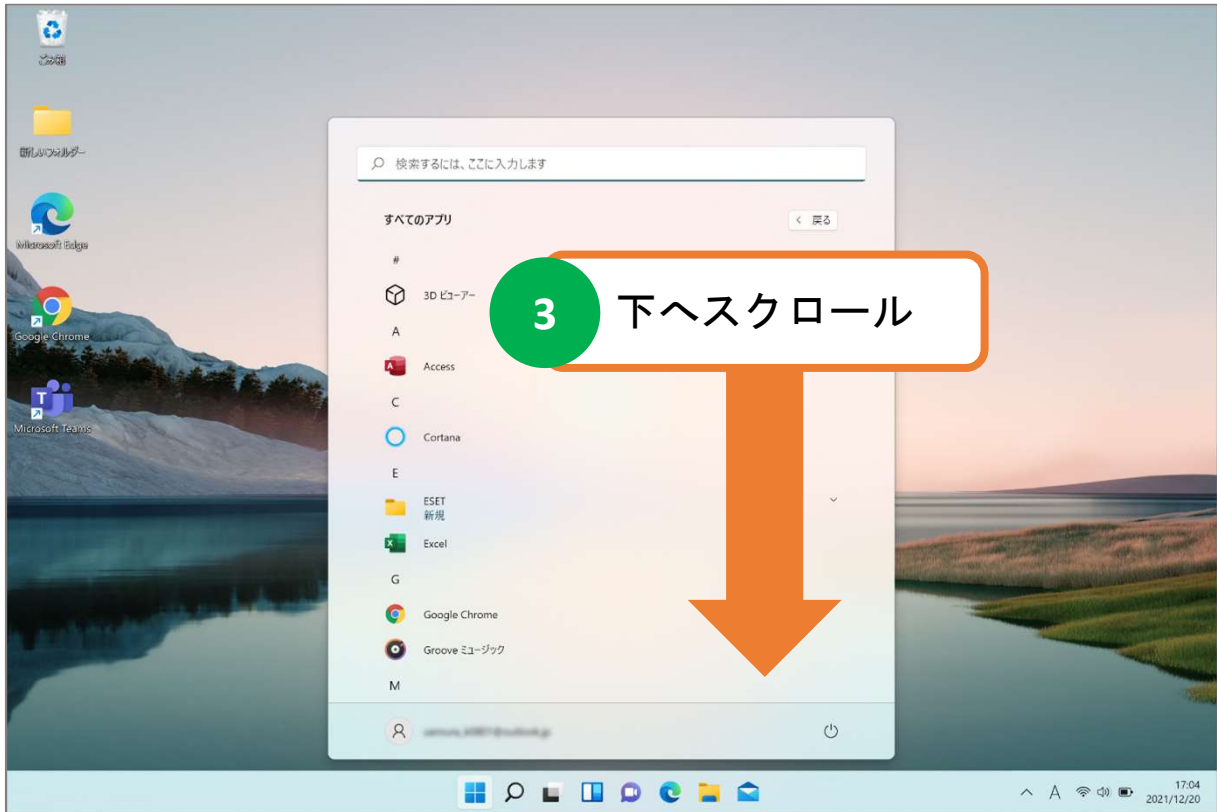 ごみ箱
新しいフォルダー
Microsoft Edge
Google Chrome
Microsoft Teams
検索するには、ここに入力します
すべてのアプリ
< 戻る
#
3D ビューアー
3 下へスクロール
A
Access
C
Cortana
E
ESET
新規
Excel
G
Google Chrome
Groove ミュージック
M
A
17:04
2021/12/20